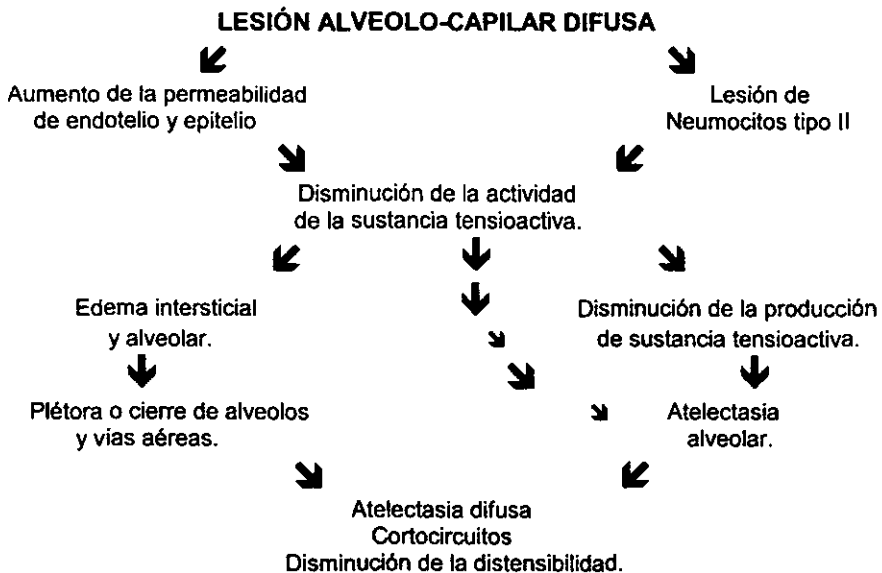 LESIÓN ALVEOLO-CAPILAR DIFUSA
Aumento de la permeabilidad
de endotelio y epitelio
Lesión de
Neumocitos tipo II
Disminución de la actividad
de la sustancia tensioactiva.
Edema intersticial
y alveolar.
Disminución de la producción
de sustancia tensioactiva.
Plétora o cierre de alveolos
y vias aéreas.
Atelectasia
alveolar.
Atelectasia difusa
Cortocircuitos
Disminución de la distensibilidad.